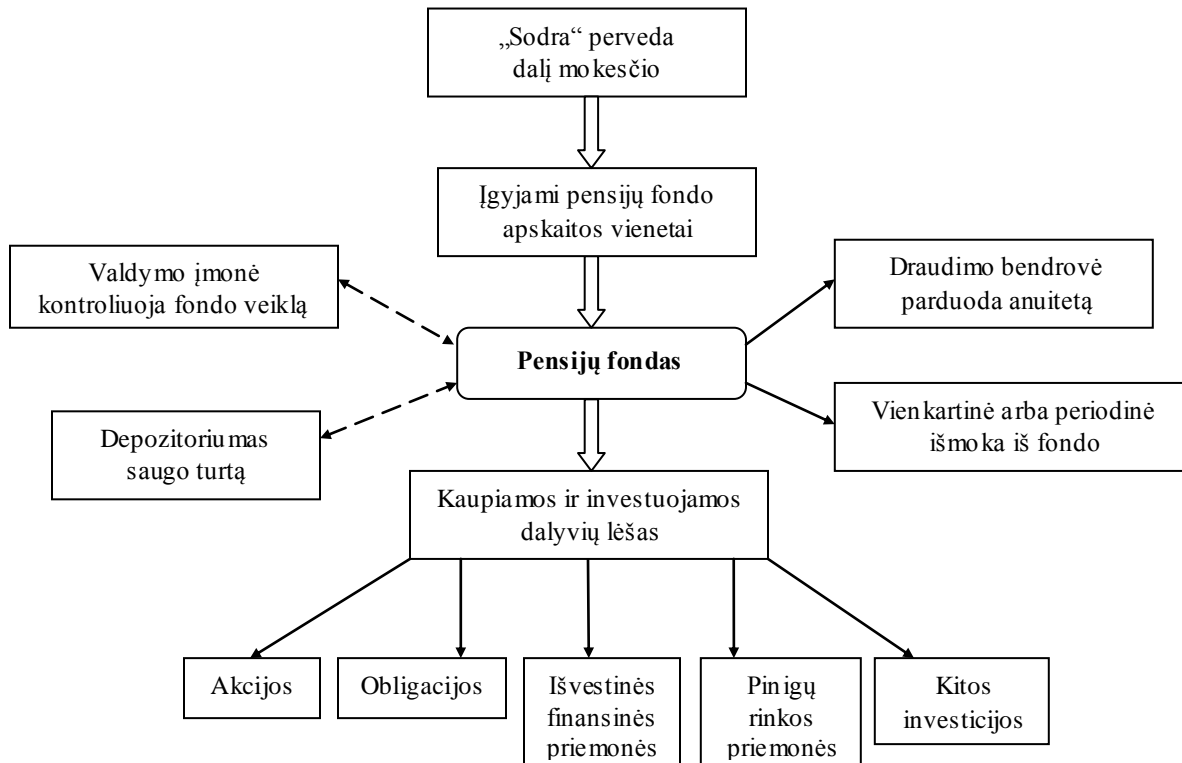 „Sodra“ perveda
dalį mokesčio
Įgyjami pensijų fondo
apskaitos vienetai
Valdymo įmonė
kontroliuoja fondo veiklą
Draudimo bendrovė
parduoda anuitetą
Pensijų fondas
Depozitoriumas
saugo turtą
Vienkartinė arba periodinė
išmoka iš fondo
Kaupiamos ir investuojamos
dalyvių lėšas
Akcijos
Obligacijos
Išvestinės
finansinės
priemonės
Pinigų
rinkos
priemonės
Kitos
investicijos